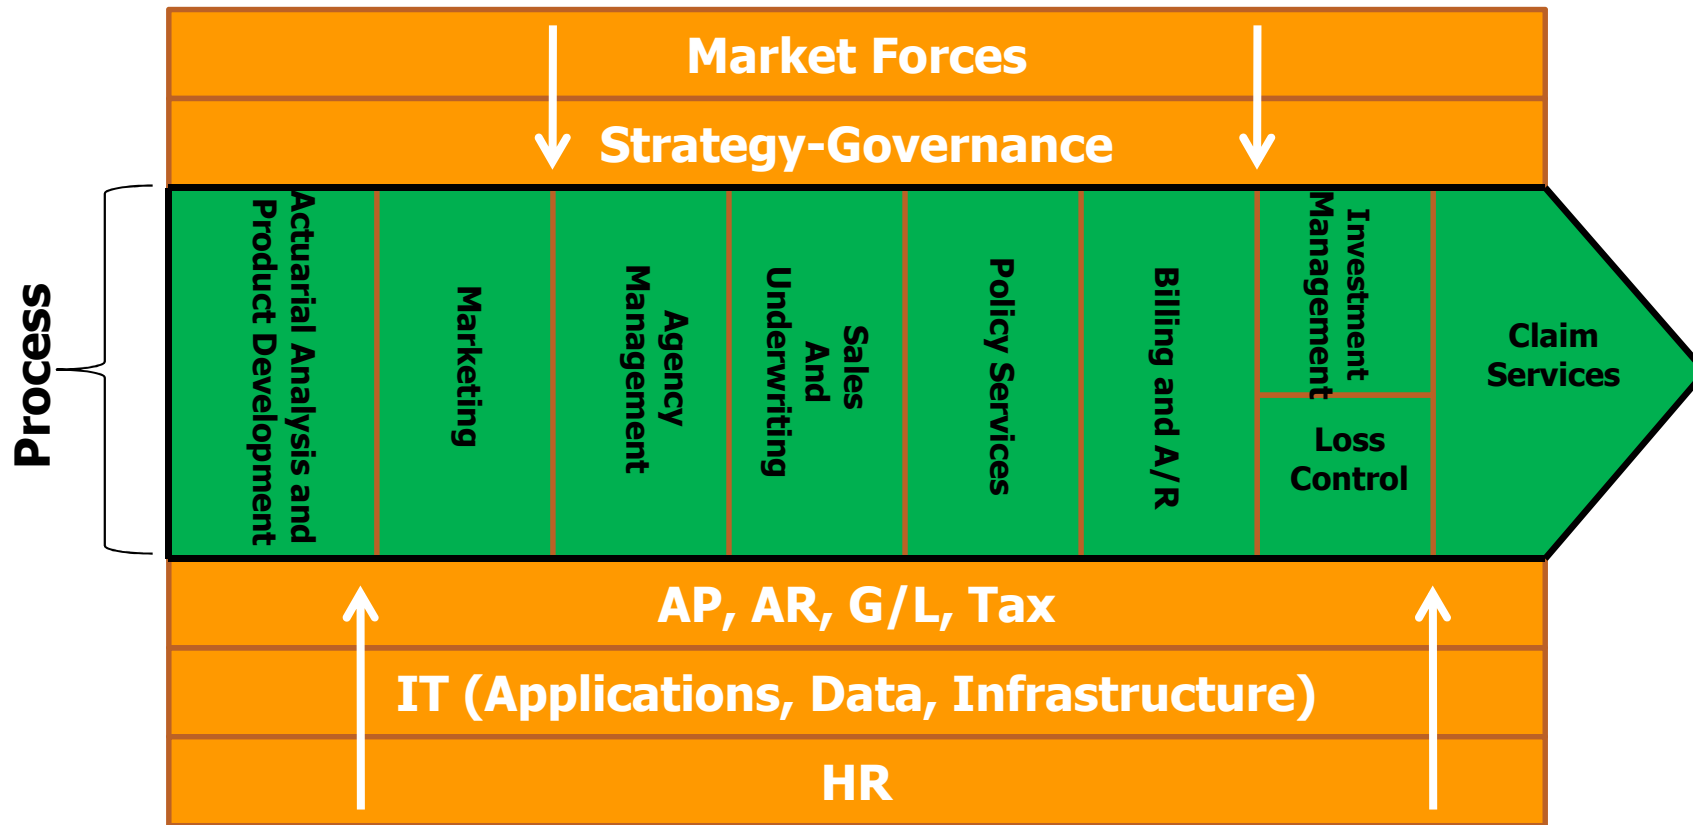 Market Forces
Strategy-Governance
Process
Actuarial Analysis and
Product Development
Marketing
Agency
Management
Sales
And
Underwriting
Policy Services
Billing and A/R
Investment
Management
Loss
Control
Claim
Services
AP, AR, G/L, Tax
IT (Applications, Data, Infrastructure)
HR